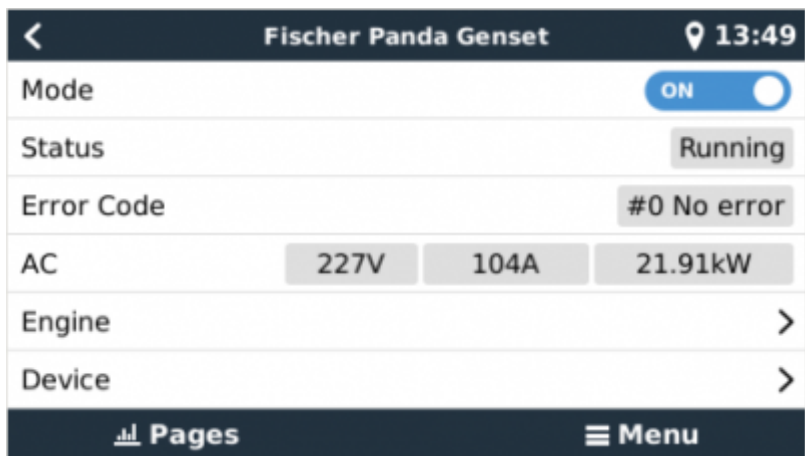 Fischer Panda Genset 13:49
Mode ON
Status Running
Error Code #0 No error
AC 227V 104A 21.91kW
Engine
Device
Pages Menu